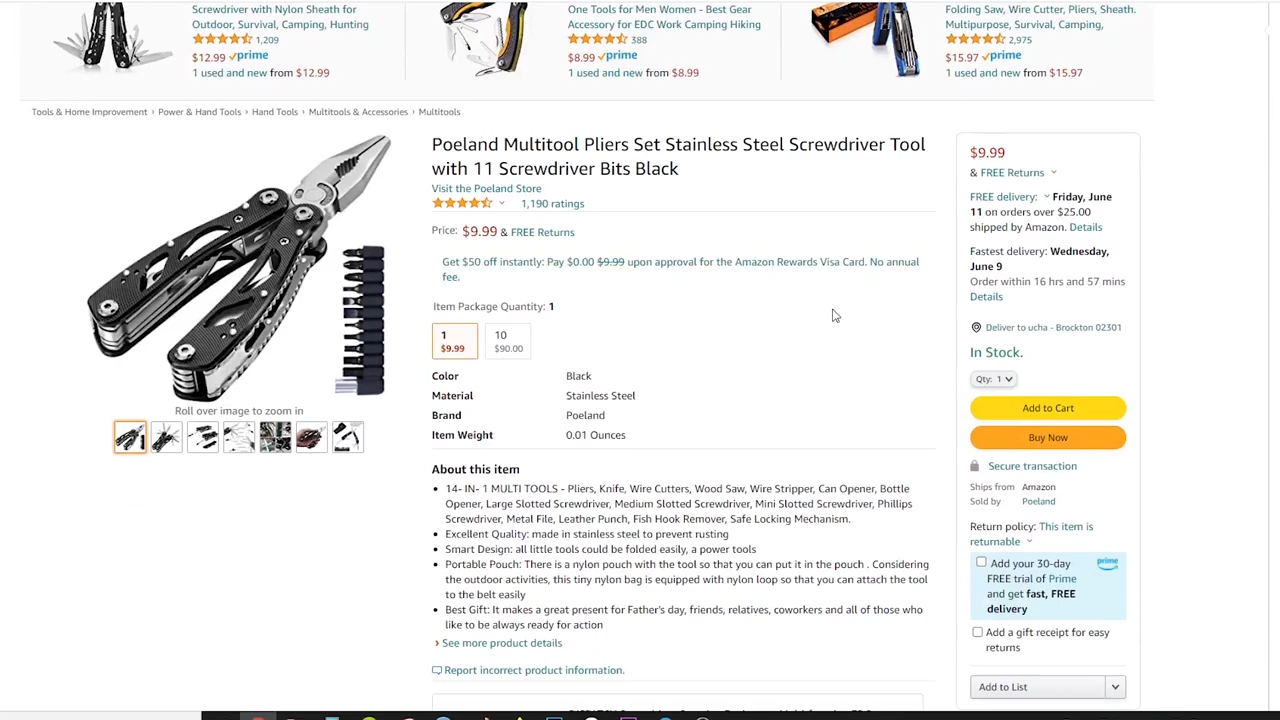 Screwdriver with Nylon Sheath for
Outdoor, Survival, Camping, Hunting
1,209
$12.99 prime
1 used and new from $12.99
One Tools for Men Women - Best Gear
Accessory for EDC Work Camping Hiking
388
$8.99 prime
1 used and new from $8.99
Folding Saw, Wire Cutter, Pliers, Sheath.
Multipurpose, Survival, Camping,
2,975
$15.97 prime
1 used and new from $15.97
Tools & Home Improvement › Power & Hand Tools › Hand Tools › Multitools & Accessories › Multitools
Roll over image to zoom in
Poeland Multitool Pliers Set Stainless Steel Screwdriver Tool
with 11 Screwdriver Bits Black
Visit the Poeland Store
1,190 ratings
Price: $9.99 & FREE Returns
Get $50 off instantly: Pay $0.00 $9.99 upon approval for the Amazon Rewards Visa Card. No annual
fee.
Item Package Quantity: 1
1
$9.99
10
$90.00
Color Black
Material Stainless Steel
Brand Poeland
Item Weight 0.01 Ounces
About this item
• 14- IN- 1 MULTI TOOLS - Pliers, Knife, Wire Cutters, Wood Saw, Wire Stripper, Can Opener, Bottle
Opener, Large Slotted Screwdriver, Medium Slotted Screwdriver, Mini Slotted Screwdriver, Phillips
Screwdriver, Metal File, Leather Punch, Fish Hook Remover, Safe Locking Mechanism.
• Excellent Quality: made in stainless steel to prevent rusting
• Smart Design: all little tools could be folded easily, a power tools
• Portable Pouch: There is a nylon pouch with the tool so that you can put it in the pouch . Considering
the outdoor activities, this tiny nylon bag is equipped with nylon loop so that you can attach the tool
to the belt easily
• Best Gift: It makes a great present for Father's day, friends, relatives, coworkers and all of those who
like to be always ready for action
› See more product details
Report incorrect product information.
$9.99
& FREE Returns
FREE delivery: Friday, June
11 on orders over $25.00
shipped by Amazon. Details
Fastest delivery: Wednesday,
June 9
Order within 16 hrs and 57 mins
Details
Deliver to ucha - Brockton 02301
In Stock.
Qty: 1
Add to Cart
Buy Now
Secure transaction
Ships from Amazon
Sold by Poeland
Return policy: This item is
returnable
Add your 30-day
FREE trial of Prime
and get fast, FREE
delivery
prime
Add a gift receipt for easy
returns
Add to List